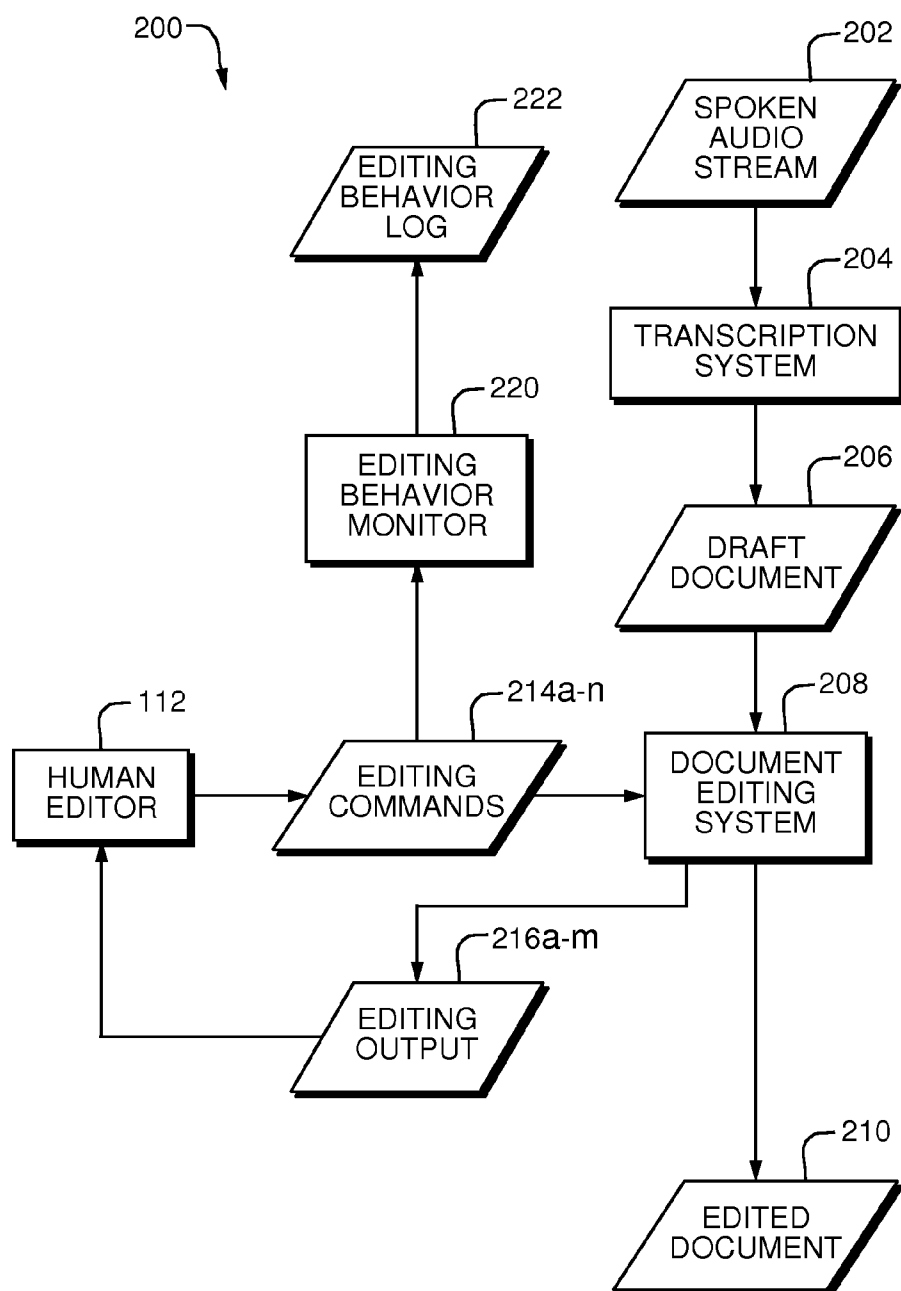 200
202
SPOKEN
AUDIO
STREAM
222
EDITING
BEHAVIOR
LOG
204
TRANSCRIPTION
SYSTEM
220
EDITING
BEHAVIOR
MONITOR
206
DRAFT
DOCUMENT
112
HUMAN
EDITOR
214a-n
EDITING
COMMANDS
208
DOCUMENT
EDITING
SYSTEM
216a-m
EDITING
OUTPUT
210
EDITED
DOCUMENT